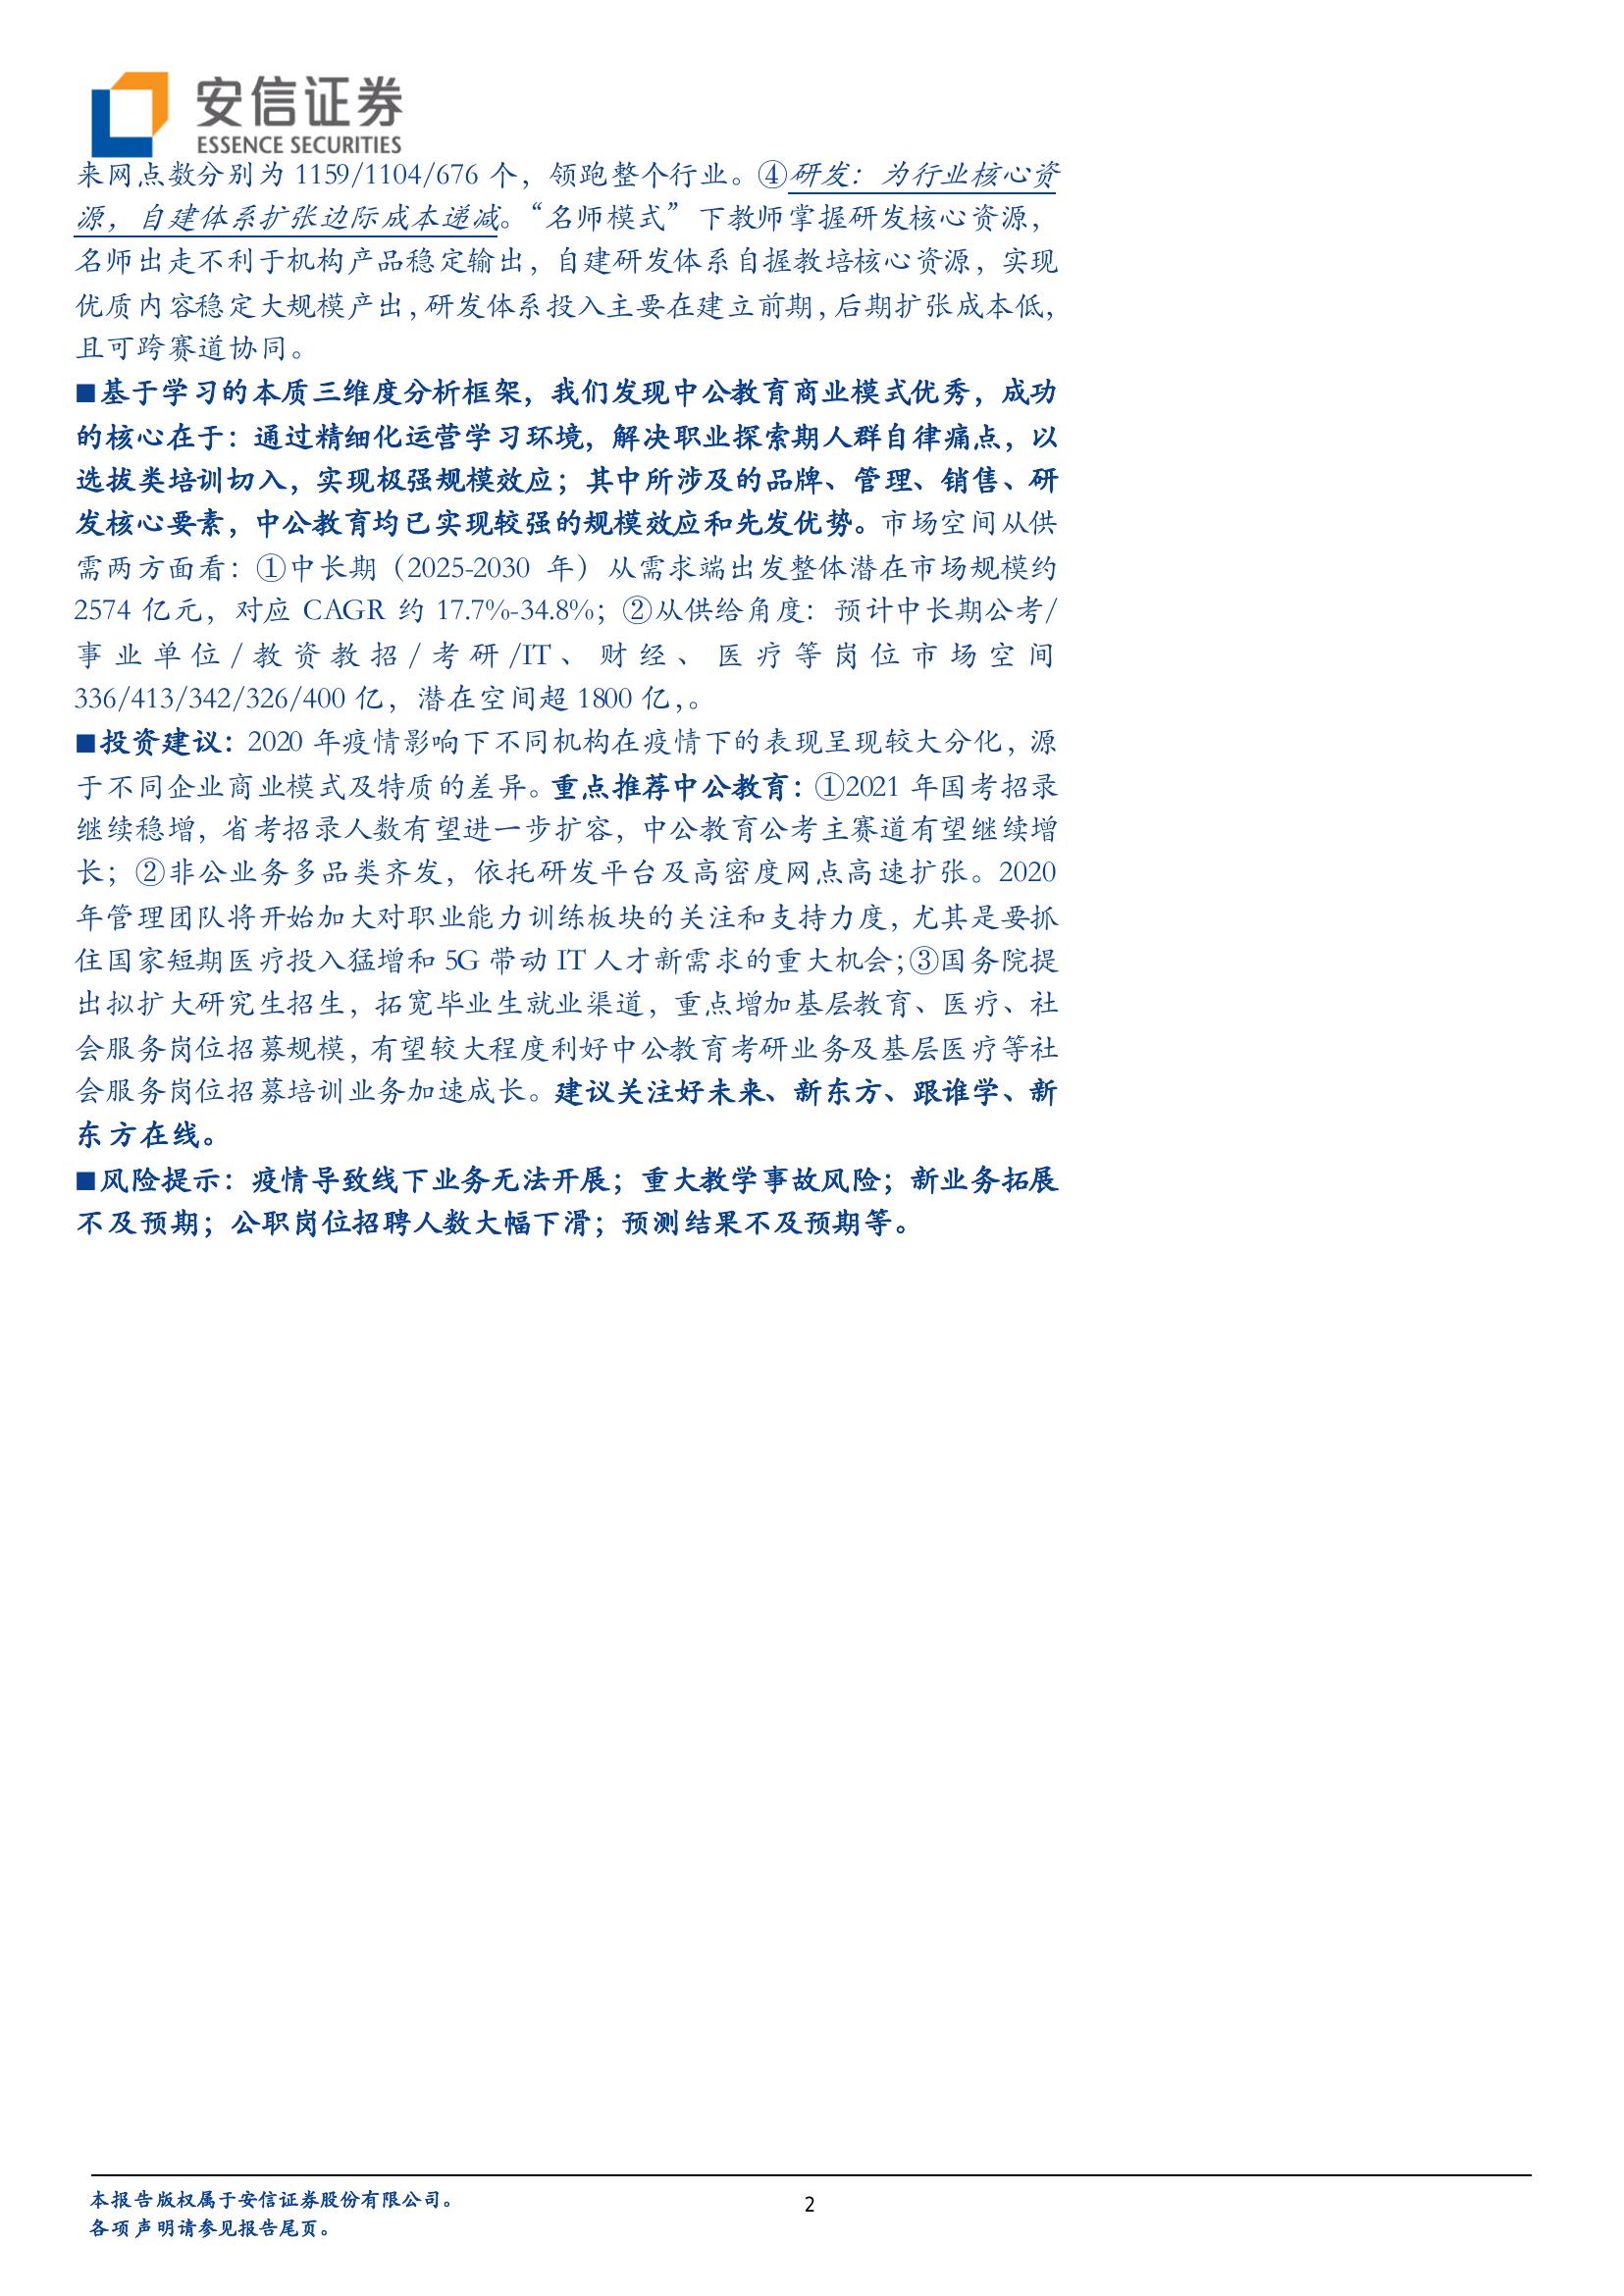 安信证券
ESSENCE SECURITIES
来网点数分别为 1159/1104/676 个，领跑整个行业。④研发：为行业核心资
源，自建体系扩张边际成本递减。“名师模式”下教师掌握研发核心资源，
名师出走不利于机构产品稳定输出，自建研发体系自握教培核心资源，实现
优质内容稳定大规模产出，研发体系投入主要在建立前期，后期扩张成本低，
且可跨赛道协同。
■基于学习的本质三维度分析框架，我们发现中公教育商业模式优秀，成功
的核心在于：通过精细化运营学习环境，解决职业探索期人群自律痛点，以
选拔类培训切入，实现极强规模效应；其中所涉及的品牌、管理、销售、研
发核心要素，中公教育均已实现较强的规模效应和先发优势。市场空间从供
需两方面看：①中长期（2025-2030 年）从需求端出发整体潜在市场规模约
2574 亿元，对应 CAGR 约 17.7%-34.8%；②从供给角度：预计中长期公考/
事业单位/教资教招/考研/IT、财经、医疗等岗位市场空间
336/413/342/326/400 亿，潜在空间超 1800 亿，。
■投资建议：2020 年疫情影响下不同机构在疫情下的表现呈现较大分化，源
于不同企业商业模式及特质的差异。重点推荐中公教育：①2021 年国考招录
继续稳增，省考招录人数有望进一步扩容，中公教育公考主赛道有望继续增
长；②非公业务多品类齐发，依托研发平台及高密度网点高速扩张。2020
年管理团队将开始加大对职业能力训练板块的关注和支持力度，尤其是要抓
住国家短期医疗投入猛增和 5G 带动 IT 人才新需求的重大机会；③国务院提
出拟扩大研究生招生，拓宽毕业生就业渠道，重点增加基层教育、医疗、社
会服务岗位招募规模，有望较大程度利好中公教育考研业务及基层医疗等社
会服务岗位招募培训业务加速成长。建议关注好未来、新东方、跟谁学、新
东方在线。
■风险提示：疫情导致线下业务无法开展；重大教学事故风险；新业务拓展
不及预期；公职岗位招聘人数大幅下滑；预测结果不及预期等。
本报告版权属于安信证券股份有限公司。
各项声明请参见报告尾页。
2